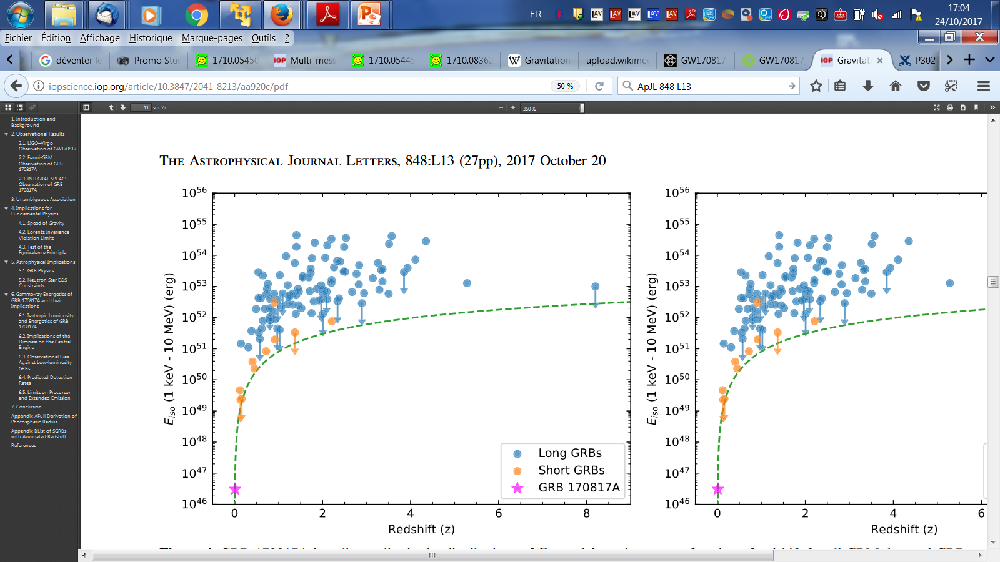 FR
17:04
24/10/2017
Fichier Édition Affichage Historique Marque-pages Outils ?
déventer le
Promo Stud
1710.05450
IOP Multi-mess
1710.05445
1710.08362
W Gravitation
upload.wikimed
GW170817
GW170817
IOP Gravitat
P302
iopscience.iop.org/article/10.3847/2041-8213/aa920c/pdf
50 %
ApJL 848 L13
11 sur 27
350 %
1. Introduction and
Background
2. Observational Results
2.1. LIGO–Virgo
Observation of GW170817
2.2. Fermi-GBM
Observation of GRB
170817A
2.3. INTEGRAL SPI-ACS
Observation of GRB
170817A
3. Unambiguous Association
4. Implications for
Fundamental Physics
4.1. Speed of Gravity
4.2. Lorentz Invariance
Violation Limits
4.3. Test of the
Equivalence Principle
5. Astrophysical Implications
5.1. GRB Physics
5.2. Neutron Star EOS
Constraints
6. Gamma-ray Energetics of
GRB 170817A and their
Implications
6.1. Isotropic Luminosity
and Energetics of GRB
170817A
6.2. Implications of the
Dimness on the Central
Engine
6.3. Observational Bias
Against Low-luminosity
GRBs
6.4. Predicted Detection
Rates
6.5. Limits on Precursor
and Extended Emission
7. Conclusion
Appendix AFull Derivation of
Photospheric Radius
Appendix BList of SGRBs
with Associated Redshift
References
THE ASTROPHYSICAL JOURNAL LETTERS, 848:L13 (27pp), 2017 October 20
10^56
10^55
10^54
10^53
10^52
10^51
10^50
10^49
10^48
10^47
10^46
E_iso (1 keV - 10 MeV) (erg)
Long GRBs
Short GRBs
GRB 170817A
0 2 4 6 8
Redshift (z)
10^56
10^55
10^54
10^53
10^52
10^51
10^50
10^49
10^48
10^47
10^46
E_iso (1 keV - 10 MeV) (erg)
0 2 4 6
Redshift (z)